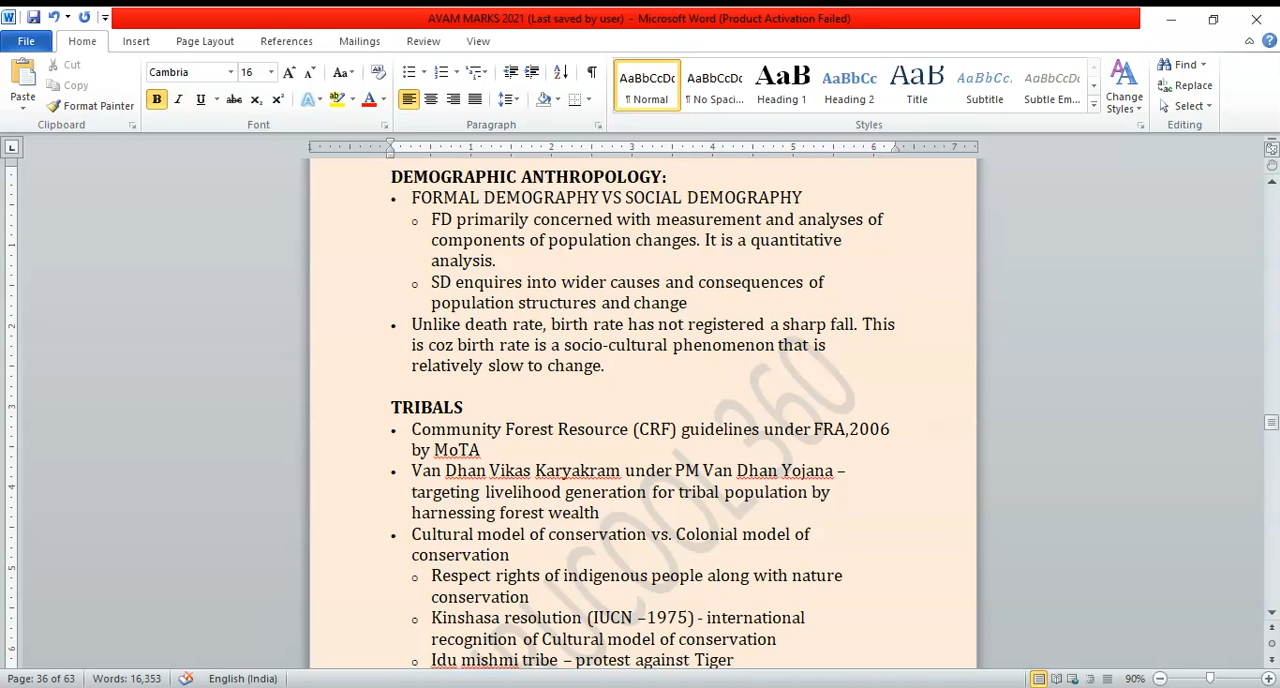 AVAM MARKS 2021 (Last saved by user) - Microsoft Word (Product Activation Failed)
File Home Insert Page Layout References Mailings Review View
Cut
Copy
Format Painter
Paste
Clipboard
Cambria 16
Font
Paragraph
AaBbCcDc AaBbCcDc AaB AaBbCc AaB AaBbCcL AaBbCcDc
¶ Normal ¶ No Spaci... Heading 1 Heading 2 Title Subtitle Subtle Em...
Styles
Change Styles
Find
Replace
Select
Editing
1 1 2 3 4 5 6 7
DEMOGRAPHIC ANTHROPOLOGY:
• FORMAL DEMOGRAPHY VS SOCIAL DEMOGRAPHY
o FD primarily concerned with measurement and analyses of
components of population changes. It is a quantitative
analysis.
o SD enquires into wider causes and consequences of
population structures and change
• Unlike death rate, birth rate has not registered a sharp fall. This
is coz birth rate is a socio-cultural phenomenon that is
relatively slow to change.
TRIBALS
• Community Forest Resource (CRF) guidelines under FRA,2006
by MoTA
• Van Dhan Vikas Karyakram under PM Van Dhan Yojana –
targeting livelihood generation for tribal population by
harnessing forest wealth
• Cultural model of conservation vs. Colonial model of
conservation
o Respect rights of indigenous people along with nature
conservation
o Kinshasa resolution (IUCN –1975) - international
recognition of Cultural model of conservation
o Idu mishmi tribe – protest against Tiger
Page: 36 of 63 Words: 16,353 English (India) 90%